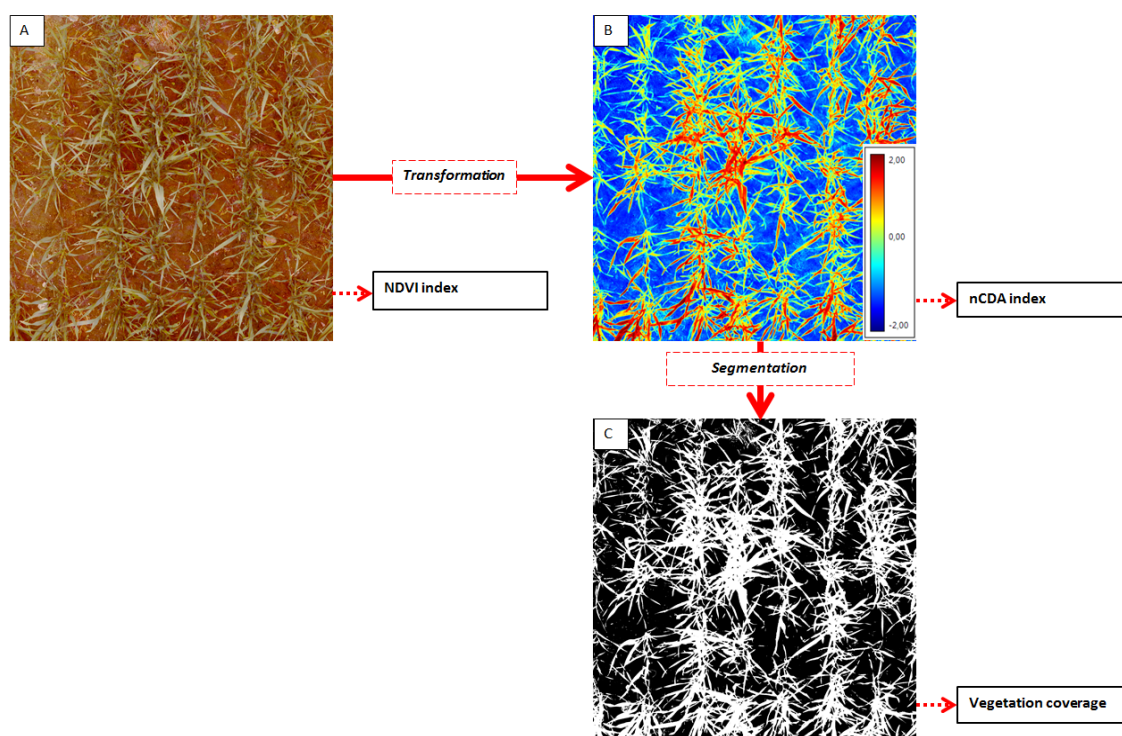 A
B
Transformation
2,00
0,00
-2,00
NDVI index
nCDA index
Segmentation
C
Vegetation coverage